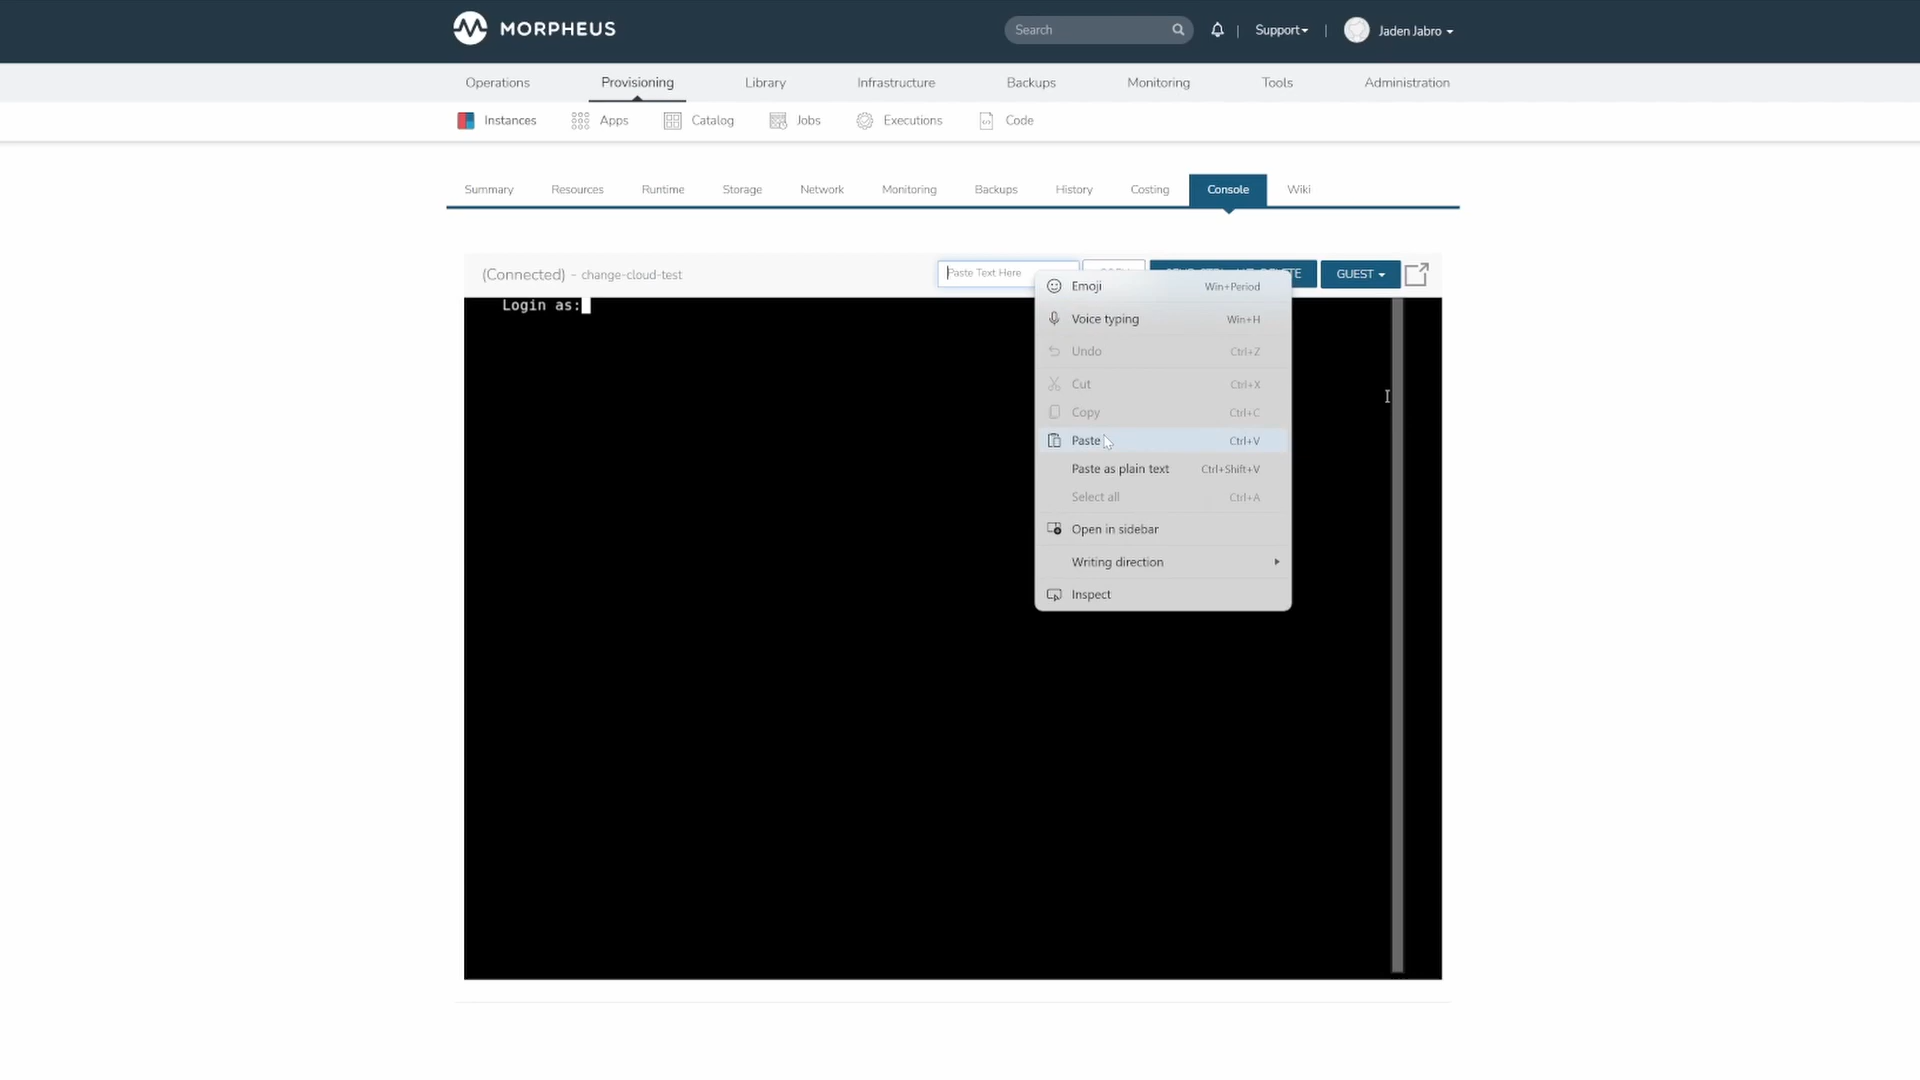 MORPHEUS
Search
Support
Jaden Jabro
Operations
Provisioning
Library
Infrastructure
Backups
Monitoring
Tools
Administration
Instances
Apps
Catalog
Jobs
Executions
Code
Summary
Resources
Runtime
Storage
Network
Monitoring
Backups
History
Costing
Console
Wiki
(Connected) - change-cloud-test
Paste Text Here
GUEST
Login as:
Emoji Win+Period
Voice typing Win+H
Undo Ctrl+Z
Cut Ctrl+X
Copy Ctrl+C
Paste Ctrl+V
Paste as plain text Ctrl+Shift+V
Select all Ctrl+A
Open in sidebar
Writing direction
Inspect